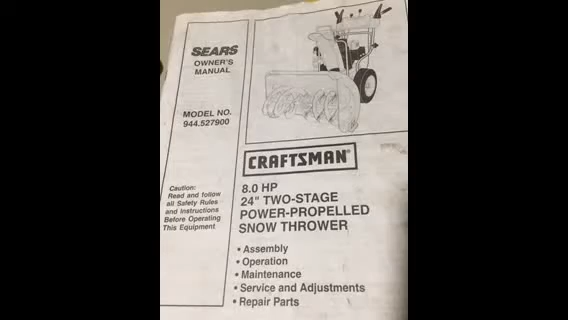 SEARS
OWNER'S
MANUAL
MODEL NO.
944.527900
Caution:
Read and follow
all Safety Rules
and Instructions
Before Operating
This Equipment
CRAFTSMAN®
8.0 HP
24" TWO-STAGE
POWER-PROPELLED
SNOW THROWER
• Assembly
• Operation
• Maintenance
• Service and Adjustments
• Repair Parts